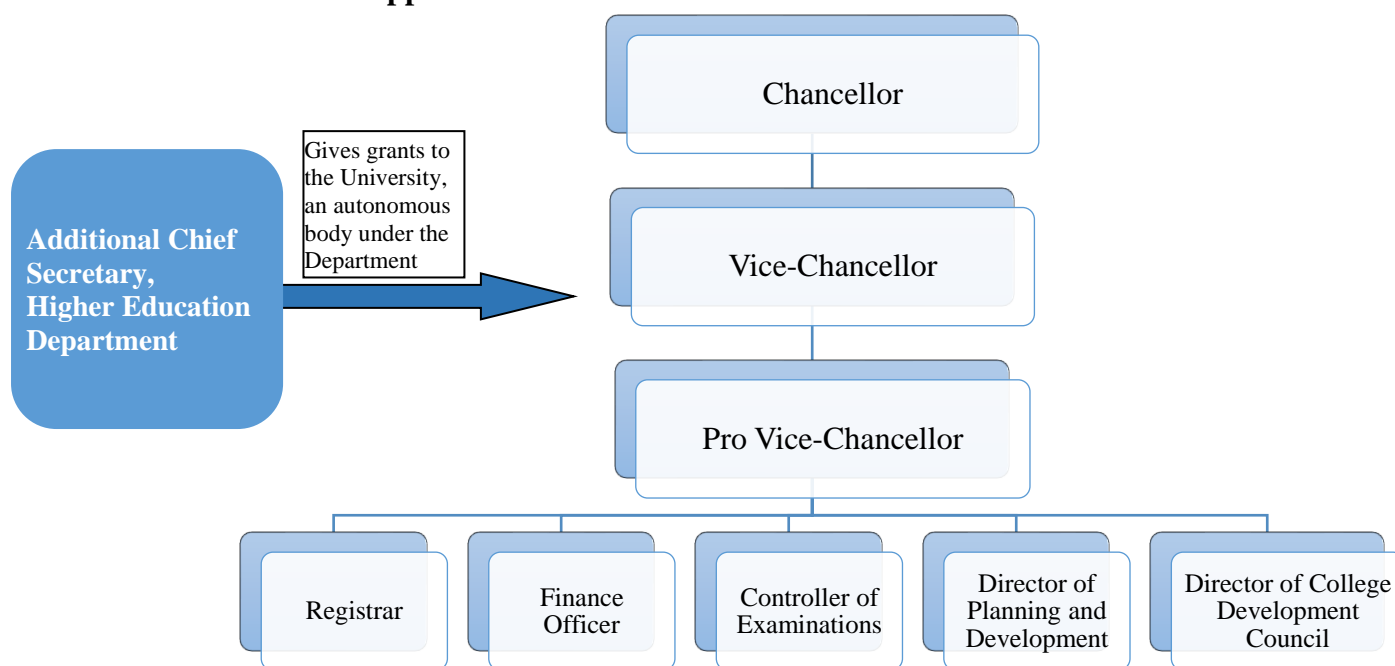 Chancellor
Gives grants to
the University,
an autonomous
body under the
Department
Additional Chief
Secretary,
Higher Education
Department
Vice-Chancellor
Pro Vice-Chancellor
Registrar
Finance
Officer
Controller of
Examinations
Director of
Planning and
Development
Director of College
Development
Council